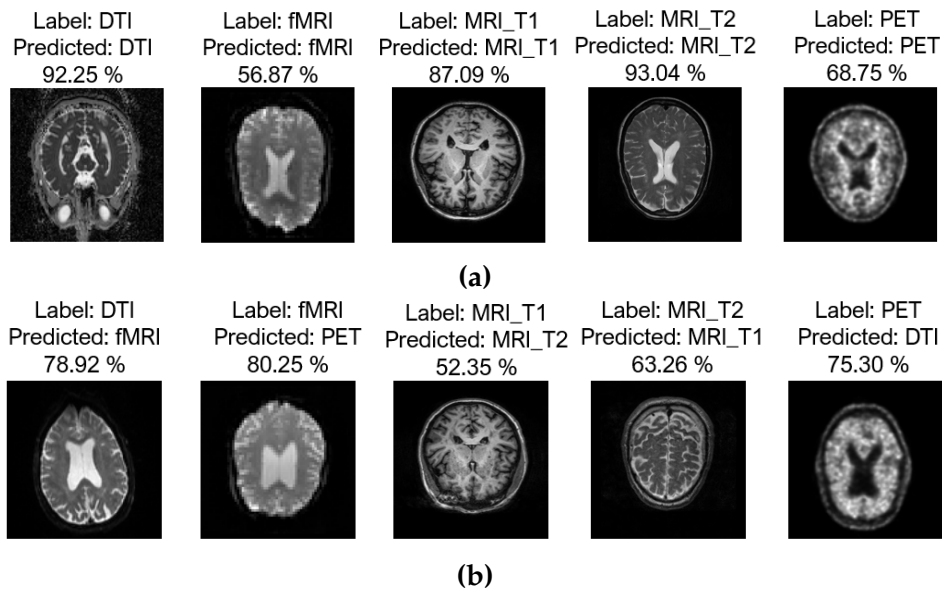 Label: DTI
Predicted: DTI
92.25 %
Label: fMRI
Predicted: fMRI
56.87 %
Label: MRI_T1
Predicted: MRI_T1
87.09 %
Label: MRI_T2
Predicted: MRI_T2
93.04 %
Label: PET
Predicted: PET
68.75 %
(a)
Label: DTI
Predicted: fMRI
78.92 %
Label: fMRI
Predicted: PET
80.25 %
Label: MRI_T1
Predicted: MRI_T2
52.35 %
Label: MRI_T2
Predicted: MRI_T1
63.26 %
Label: PET
Predicted: DTI
75.30 %
(b)